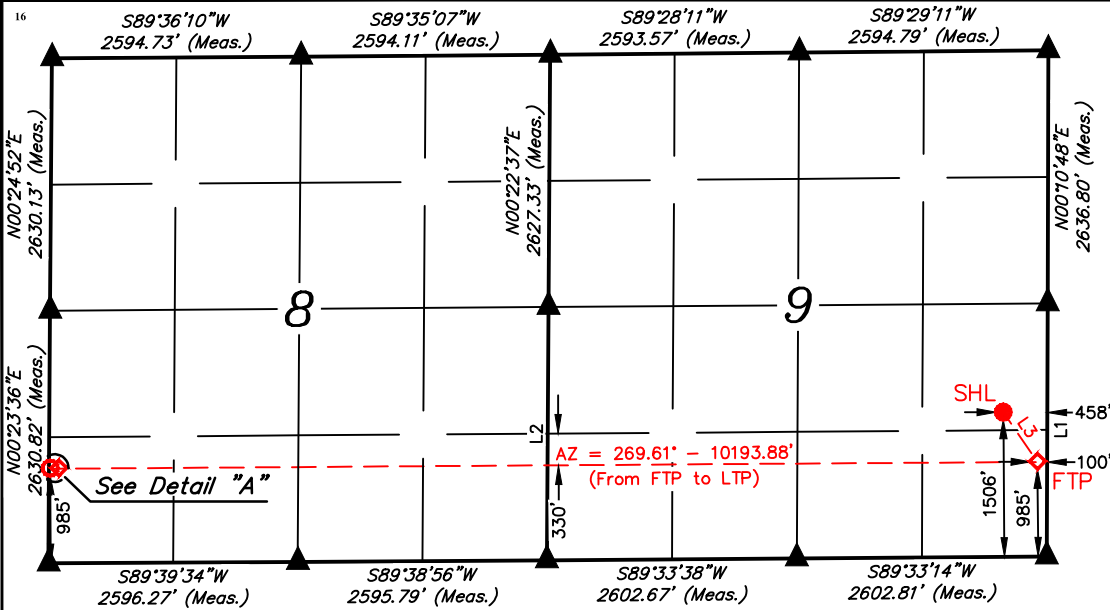 16
S89°36'10"W
2594.73' (Meas.)
S89°35'07"W
2594.11' (Meas.)
S89°28'11"W
2593.57' (Meas.)
S89°29'11"W
2594.79' (Meas.)
N00°24'52"E
2630.13' (Meas.)
N00°22'37"E
2627.33' (Meas.)
N00°10'48"E
2636.80' (Meas.)
8
9
N00°23'36"E
2630.82' (Meas.)
SHL
458'
L1
L2
L3
AZ = 269.61° - 10193.88'
(From FTP to LTP)
100'
FTP
See Detail "A"
985'
330'
1506'
985'
S89°39'34"W
2596.27' (Meas.)
S89°38'56"W
2595.79' (Meas.)
S89°33'38"W
2602.67' (Meas.)
S89°33'14"W
2602.81' (Meas.)